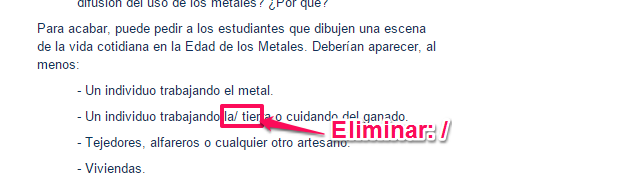 difusión del uso de los metales? ¿Por qué?
Para acabar, puede pedir a los estudiantes que dibujen una escena
de la vida cotidiana en la Edad de los Metales. Deberían aparecer, al
menos:
- Un individuo trabajando el metal.
- Un individuo trabajando la/ tierra o cuidando del ganado.
Eliminar: /
- Tejedores, alfareros o cualquier otro artesano.
- Viviendas.